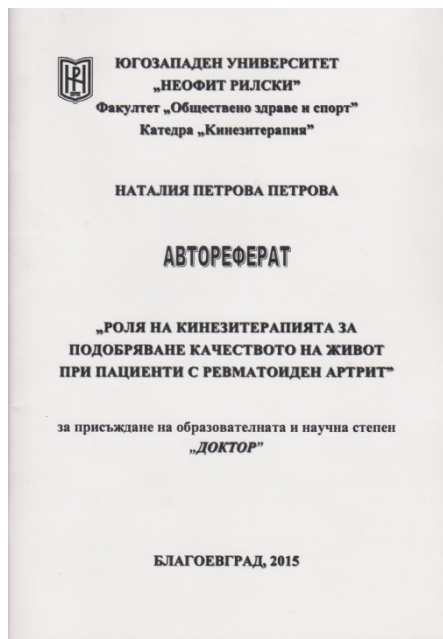 ЮГОЗАПАДЕН УНИВЕРСИТЕТ
„НЕОФИТ РИЛСКИ”
Факултет „Обществено здраве и спорт”
Катедра „Кинезитерапия”
НАТАЛИЯ ПЕТРОВА ПЕТРОВА
АВТОРЕФЕРАТ
„РОЛЯ НА КИНЕЗИТЕРАПИЯТА ЗА
ПОДОБРЯВАНЕ КАЧЕСТВОТО НА ЖИВОТ
ПРИ ПАЦИЕНТИ С РЕВМАТОИДЕН АРТРИТ”
за присъждане на образователната и научна степен
„ДОКТОР”
БЛАГОЕВГРАД, 2015